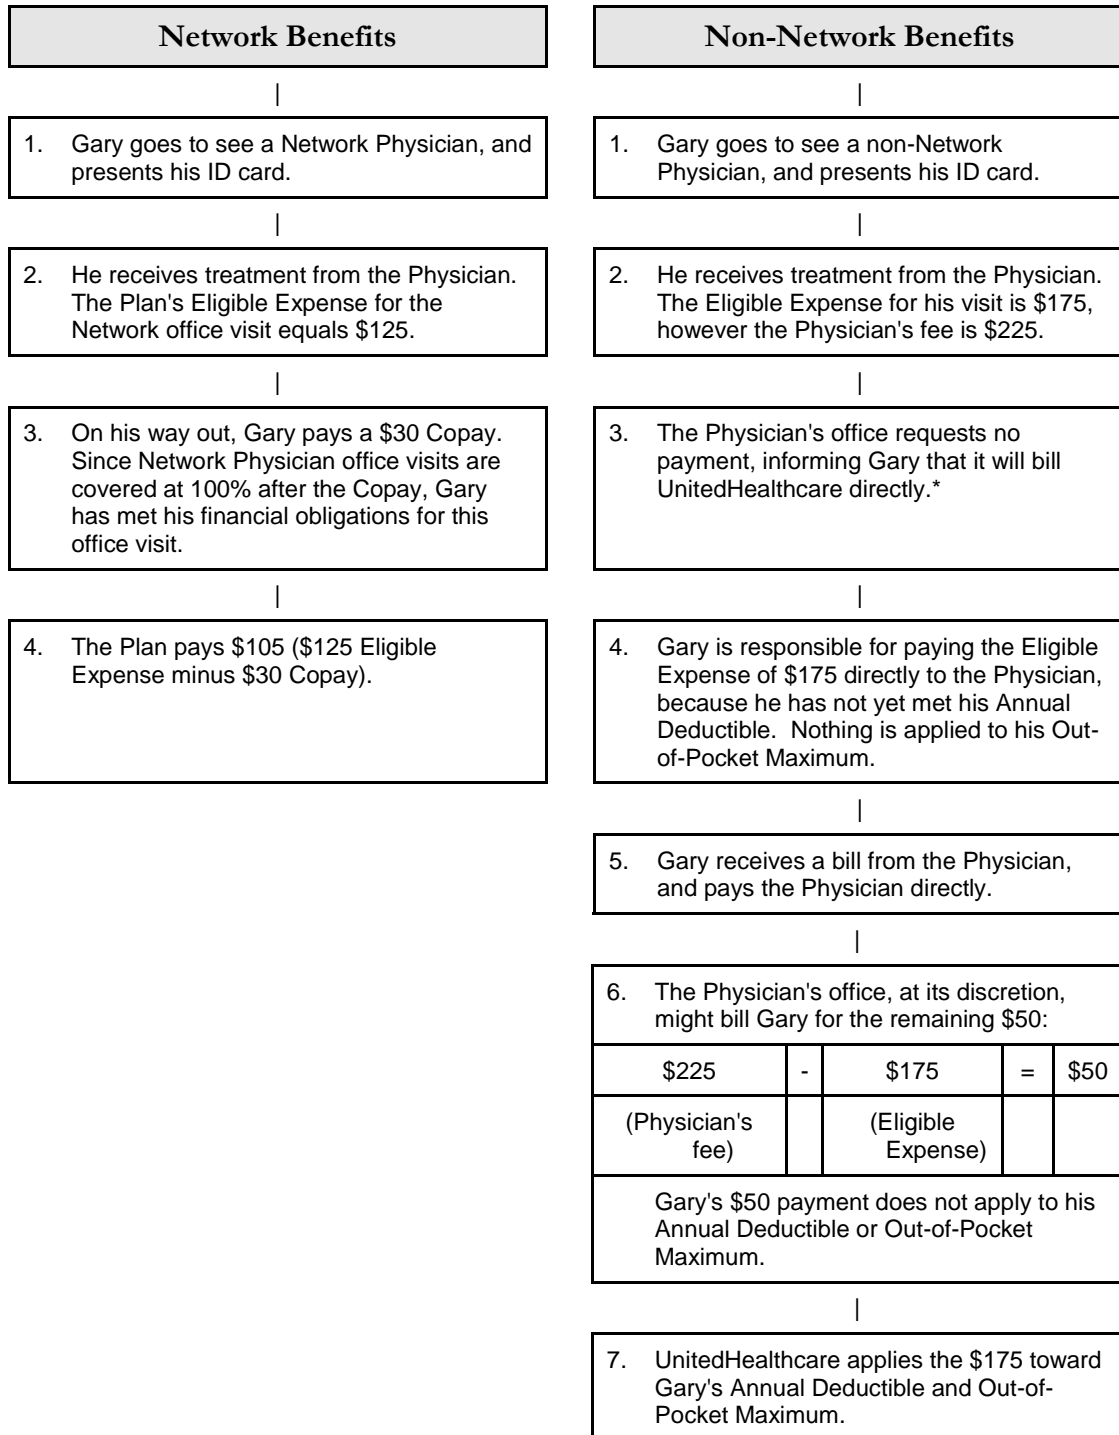 Network Benefits
|
1. Gary goes to see a Network Physician, and
presents his ID card.
|
2. He receives treatment from the Physician.
The Plan's Eligible Expense for the
Network office visit equals $125.
|
3. On his way out, Gary pays a $30 Copay.
Since Network Physician office visits are
covered at 100% after the Copay, Gary
has met his financial obligations for this
office visit.
|
4. The Plan pays $105 ($125 Eligible
Expense minus $30 Copay).
Non-Network Benefits
|
1. Gary goes to see a non-Network
Physician, and presents his ID card.
|
2. He receives treatment from the Physician.
The Eligible Expense for his visit is $175,
however the Physician's fee is $225.
|
3. The Physician's office requests no
payment, informing Gary that it will bill
UnitedHealthcare directly.*
|
4. Gary is responsible for paying the Eligible
Expense of $175 directly to the Physician,
because he has not yet met his Annual
Deductible. Nothing is applied to his Out-
of-Pocket Maximum.
|
5. Gary receives a bill from the Physician,
and pays the Physician directly.
|
6. The Physician's office, at its discretion,
might bill Gary for the remaining $50:
$225 - $175 = $50
(Physician's (Eligible
fee) Expense)
Gary's $50 payment does not apply to his
Annual Deductible or Out-of-Pocket
Maximum.
|
7. UnitedHealthcare applies the $175 toward
Gary's Annual Deductible and Out-of-
Pocket Maximum.